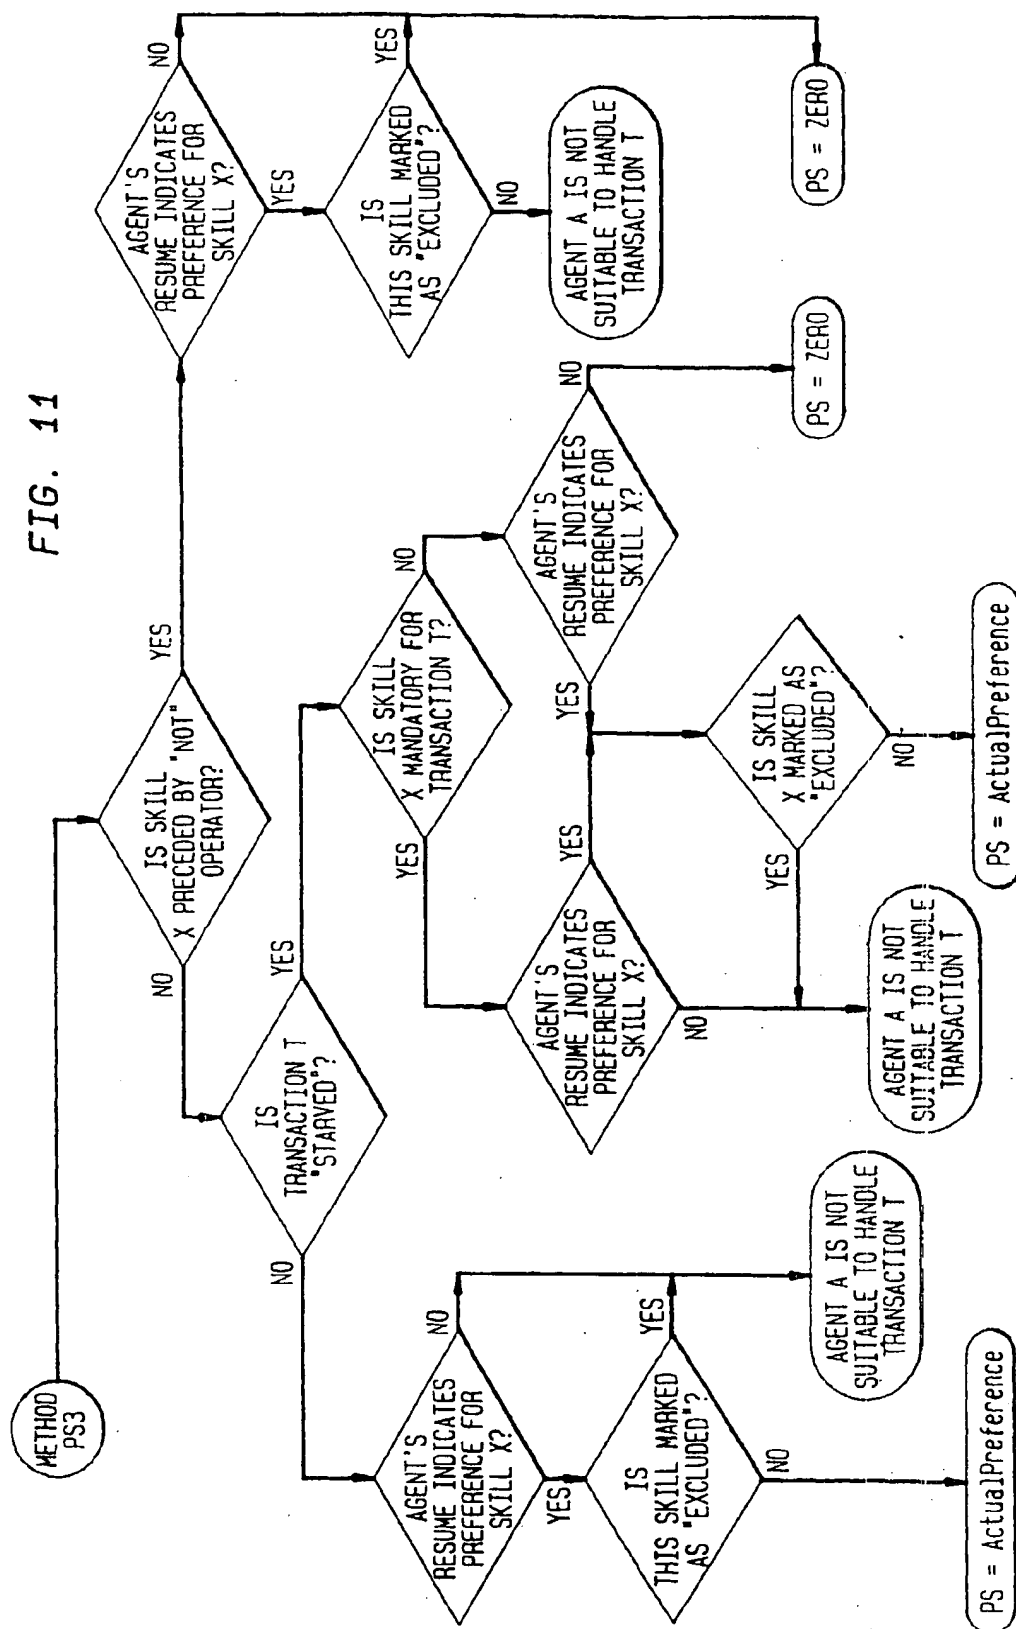 FIG. 11
METHOD
PS3
IS SKILL
X PRECEDED BY "NOT"
OPERATOR?
NO
YES
AGENT'S
RESUME INDICATES
PREFERENCE FOR
SKILL X?
NO
YES
IS
THIS SKILL MARKED
AS "EXCLUDED"?
YES
NO
AGENT A IS NOT
SUITABLE TO HANDLE
TRANSACTION T
PS = ZERO
IS
TRANSACTION T
"STARVED"?
NO
YES
IS SKILL
X MANDATORY FOR
TRANSACTION T?
YES
NO
AGENT'S
RESUME INDICATES
PREFERENCE FOR
SKILL X?
YES
NO
PS = ZERO
AGENT'S
RESUME INDICATES
PREFERENCE FOR
SKILL X?
YES
NO
IS SKILL
X MARKED AS
"EXCLUDED"?
YES
NO
AGENT A IS NOT
SUITABLE TO HANDLE
TRANSACTION T
PS = ActualPreference
AGENT'S
RESUME INDICATES
PREFERENCE FOR
SKILL X?
NO
YES
IS
THIS SKILL MARKED
AS "EXCLUDED"?
YES
NO
AGENT A IS NOT
SUITABLE TO HANDLE
TRANSACTION T
PS = ActualPreference